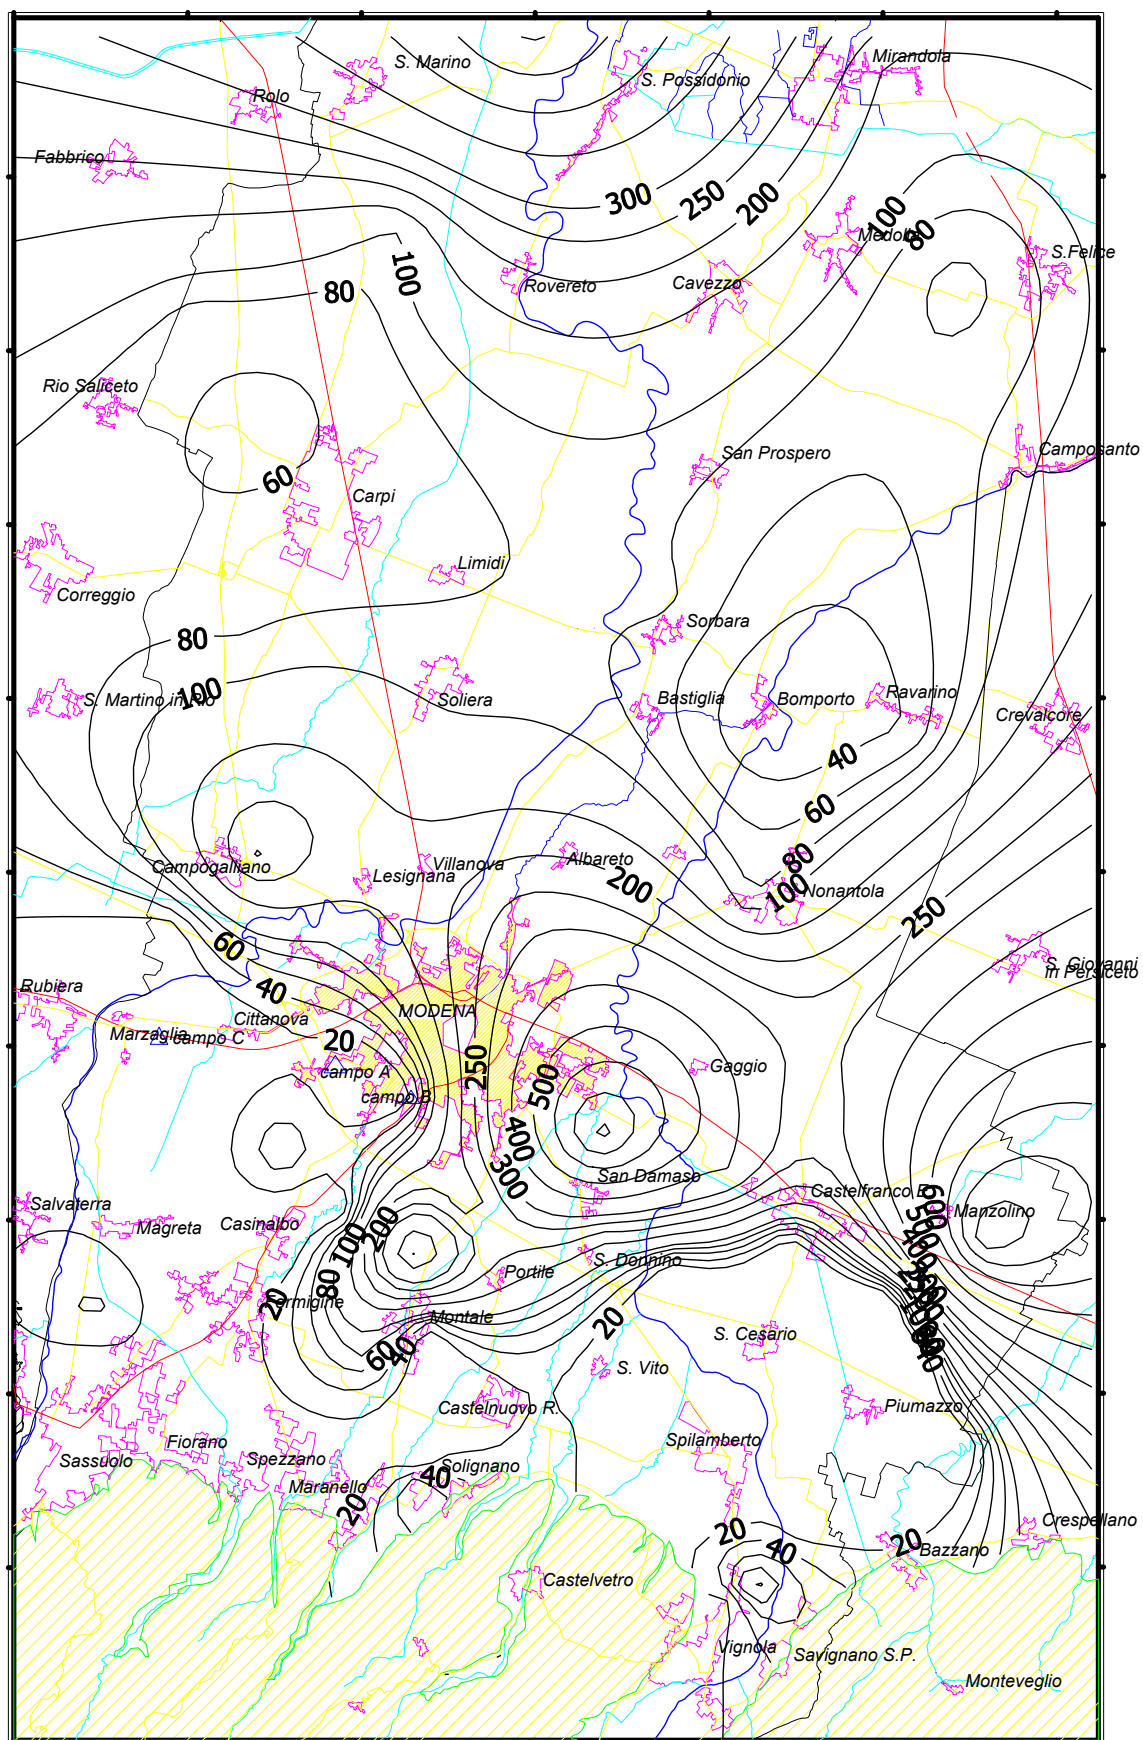 S. Marino
Mirandola
S. Possidonio
Rolo
Fabbrico
300
250
200
100
80
Medolla
S.Felice
100
80
Rovereto
Cavezzo
Rio Saliceto
60
San Prospero
Camposanto
Carpi
Limidi
Correggio
80
Sorbara
100
S. Martino in Rio
Soliera
Bastiglia
Bomporto
Ravarino
Crevalcore
40
60
80
Campogalliano
Lesignana
Villanova
Albareto
200
100
Nonantola
250
60
40
S. Giovanni
in Persiceto
Rubiera
Cittanova
MODENA
Marzaglia
campo C
20
campo A
campo B
250
500
Gaggio
400
300
San Damaso
Castelfranco E.
Salvaterra
Magreta
Casinalbo
200
100
600
500
400
Manzolino
80
20
Formigine
Portile
S. Donnino
Montale
20
S. Cesario
60
40
40
S. Vito
Castelnuovo R.
Piumazzo
Fiorano
Sassuolo
Spezzano
Spilamberto
Maranello
Solignano
40
20
20
40
20
Crespellano
Bazzano
Castelvetro
Vignola
Savignano S.P.
Monteveglio